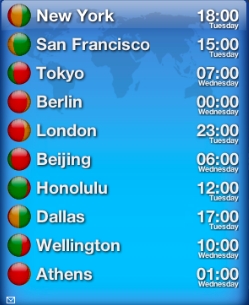 New York 18:00
Tuesday
San Francisco 15:00
Tuesday
Tokyo 07:00
Wednesday
Berlin 00:00
Wednesday
London 23:00
Tuesday
Beijing 06:00
Wednesday
Honolulu 12:00
Tuesday
Dallas 17:00
Tuesday
Wellington 10:00
Wednesday
Athens 01:00
Wednesday